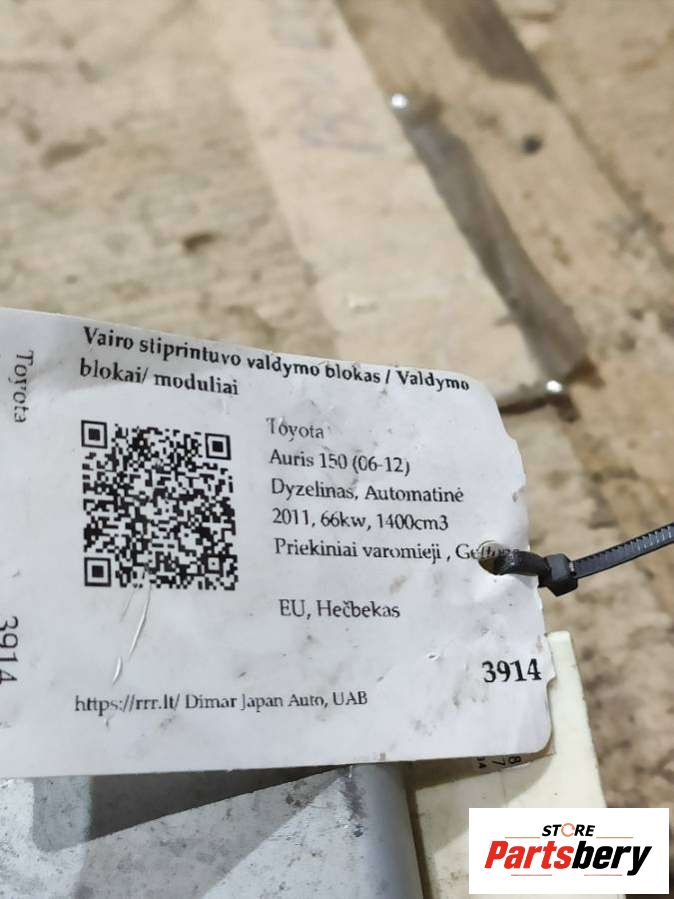 Vairo stiprintuvo valdymo blokas / Valdymo
blokai/ moduliai
Toyota
Toyota
Auris 150 (06-12)
Dyzelinas, Automatinė
2011, 66kw, 1400cm3
Priekiniai varomieji ,
EU, Hečbekas
3914
3914
https://rrr.lt/ Dimar Japan Auto, UAB
STORE
Partsbery